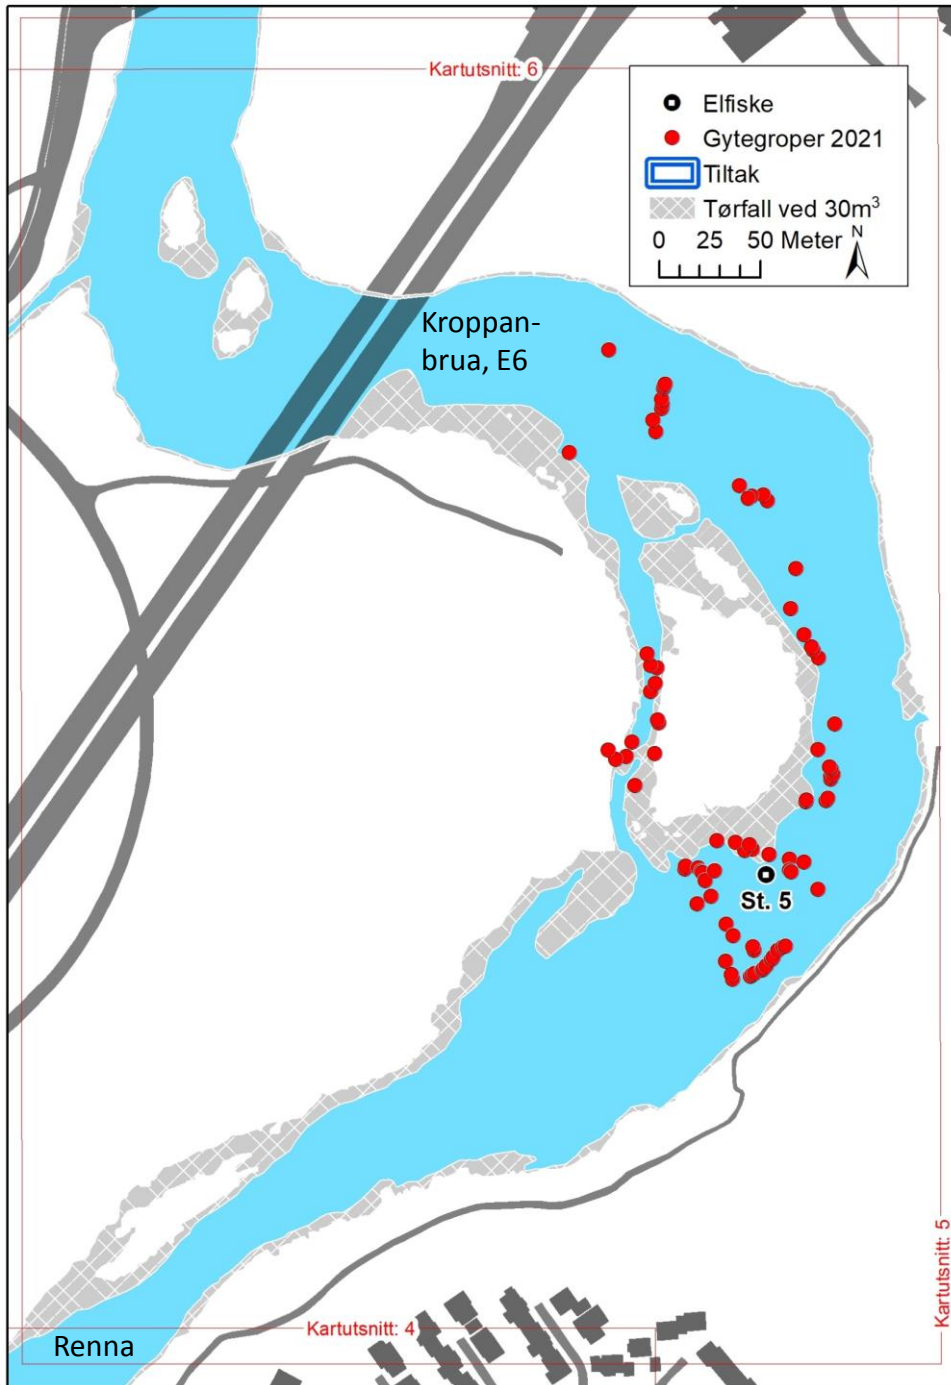 Kartutsnitt: 6
Elfiske
Gytegroper 2021
Tiltak
Tørfall ved 30m³
0 25 50 Meter
N
Kroppan-
brua, E6
St. 5
Kartutsnitt: 5
Kartutsnitt: 4
Renna